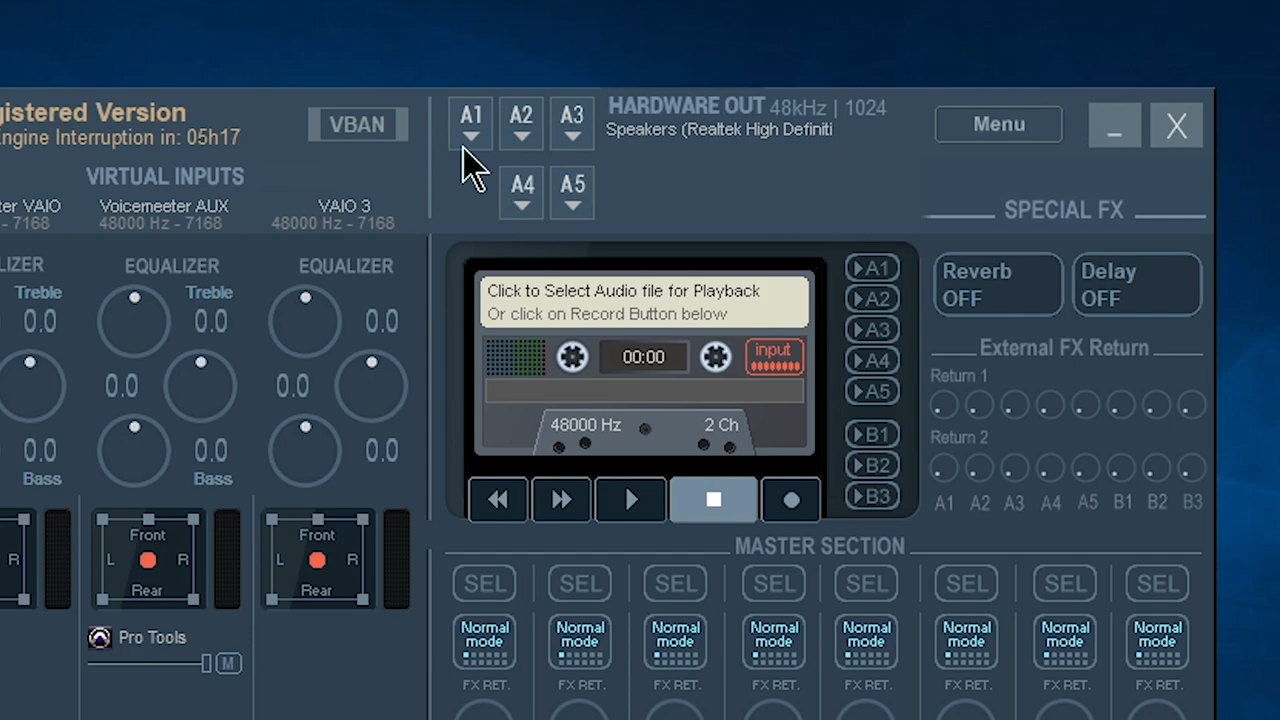 istered Version
ngine Interruption in: 05h17
VBAN
A1
A2
A3
HARDWARE OUT 48kHz | 1024
Speakers (Realtek High Definiti
Menu
_
X
VIRTUAL INPUTS
A4
A5
ter VAIO
- 7168
Voicemeeter AUX
48000 Hz - 7168
VAIO 3
48000 Hz - 7168
SPECIAL FX
LIZER
EQUALIZER
EQUALIZER
Treble
0.0
Treble
0.0
0.0
0.0
0.0
0.0
Bass
0.0
Bass
0.0
Click to Select Audio file for Playback
Or click on Record Button below
00:00
input
48000 Hz
2 Ch
A1
A2
A3
A4
A5
B1
B2
B3
Reverb
OFF
Delay
OFF
External FX Return
Return 1
Return 2
A1 A2 A3 A4 A5 B1 B2 B3
R
Front
L R
Rear
Front
L R
Rear
Pro Tools
M
MASTER SECTION
SEL SEL SEL SEL SEL SEL SEL SEL
Normal
mode
Normal
mode
Normal
mode
Normal
mode
Normal
mode
Normal
mode
Normal
mode
Normal
mode
FX RET. FX RET. FX RET. FX RET. FX RET. FX RET. FX RET. FX RET.